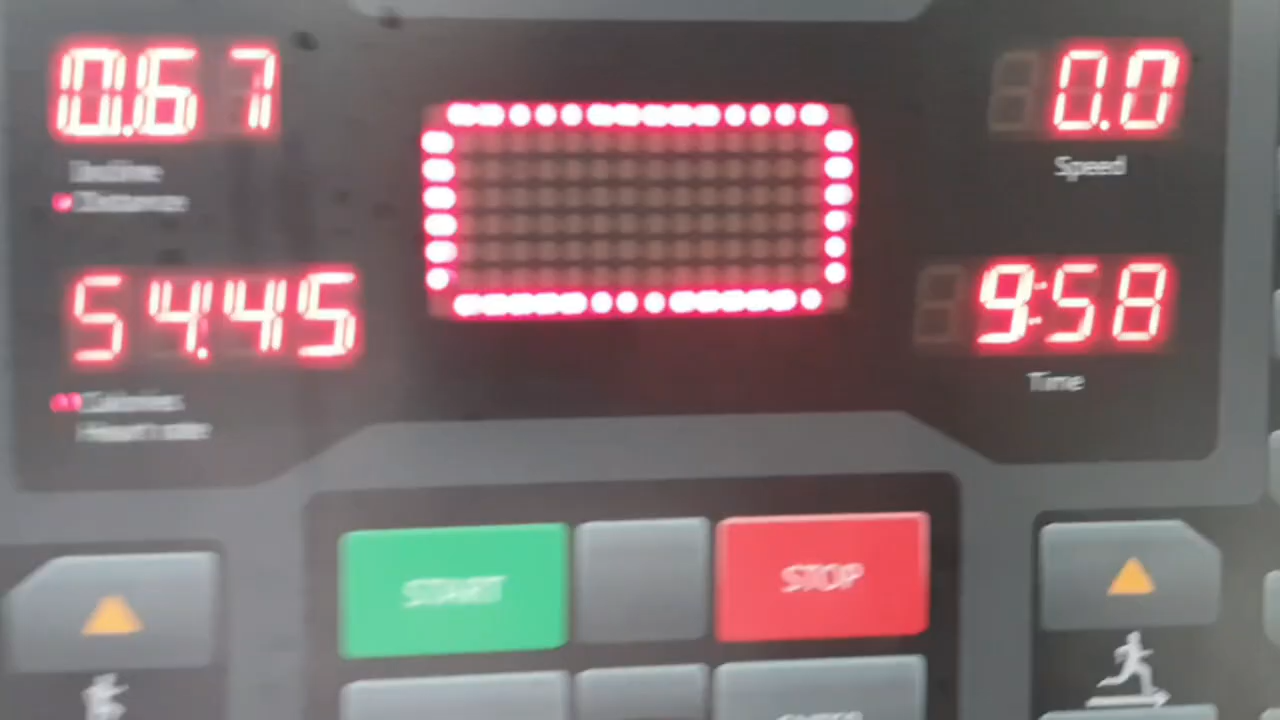 0.67
0.0
Incline
Distance
Speed
54.45
9:58
Calories
Heart rate
Time
START
STOP